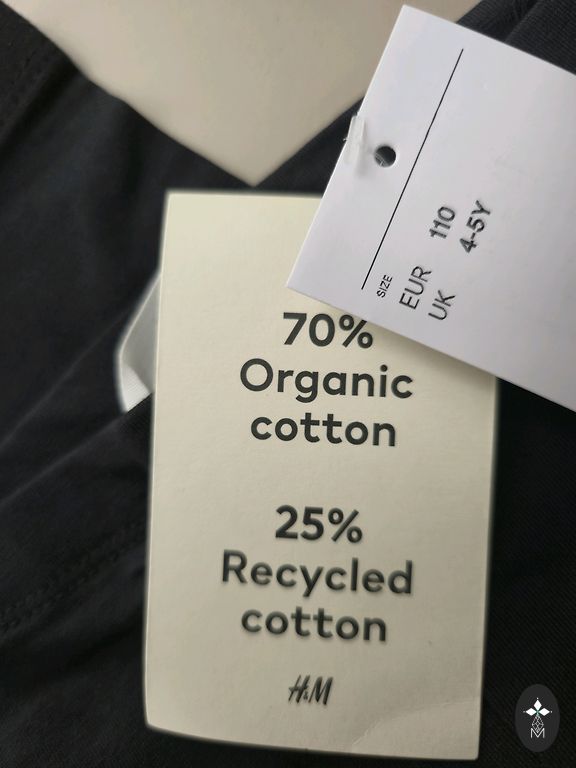 SIZE
EUR 110
UK 4-5Y
70%
Organic
cotton
25%
Recycled
cotton
H&M
M